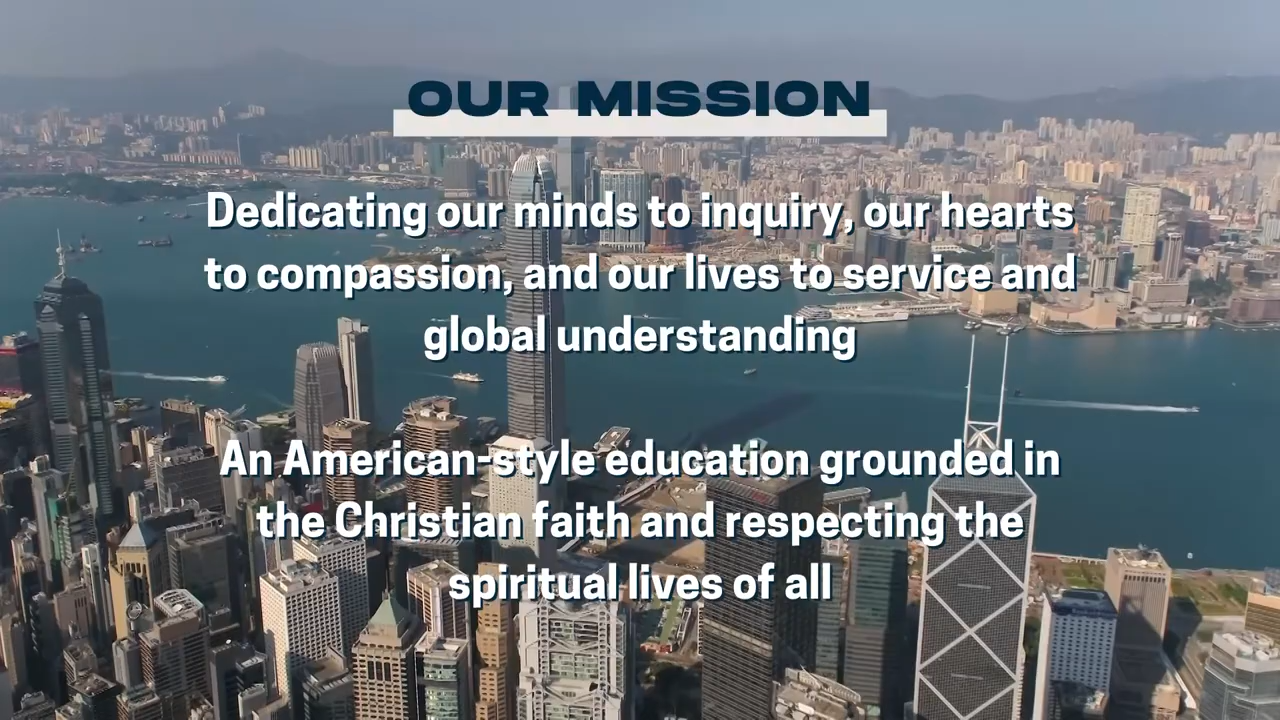 OUR MISSION
Dedicating our minds to inquiry, our hearts
to compassion, and our lives to service and
global understanding
An American-style education grounded in
the Christian faith and respecting the
spiritual lives of all